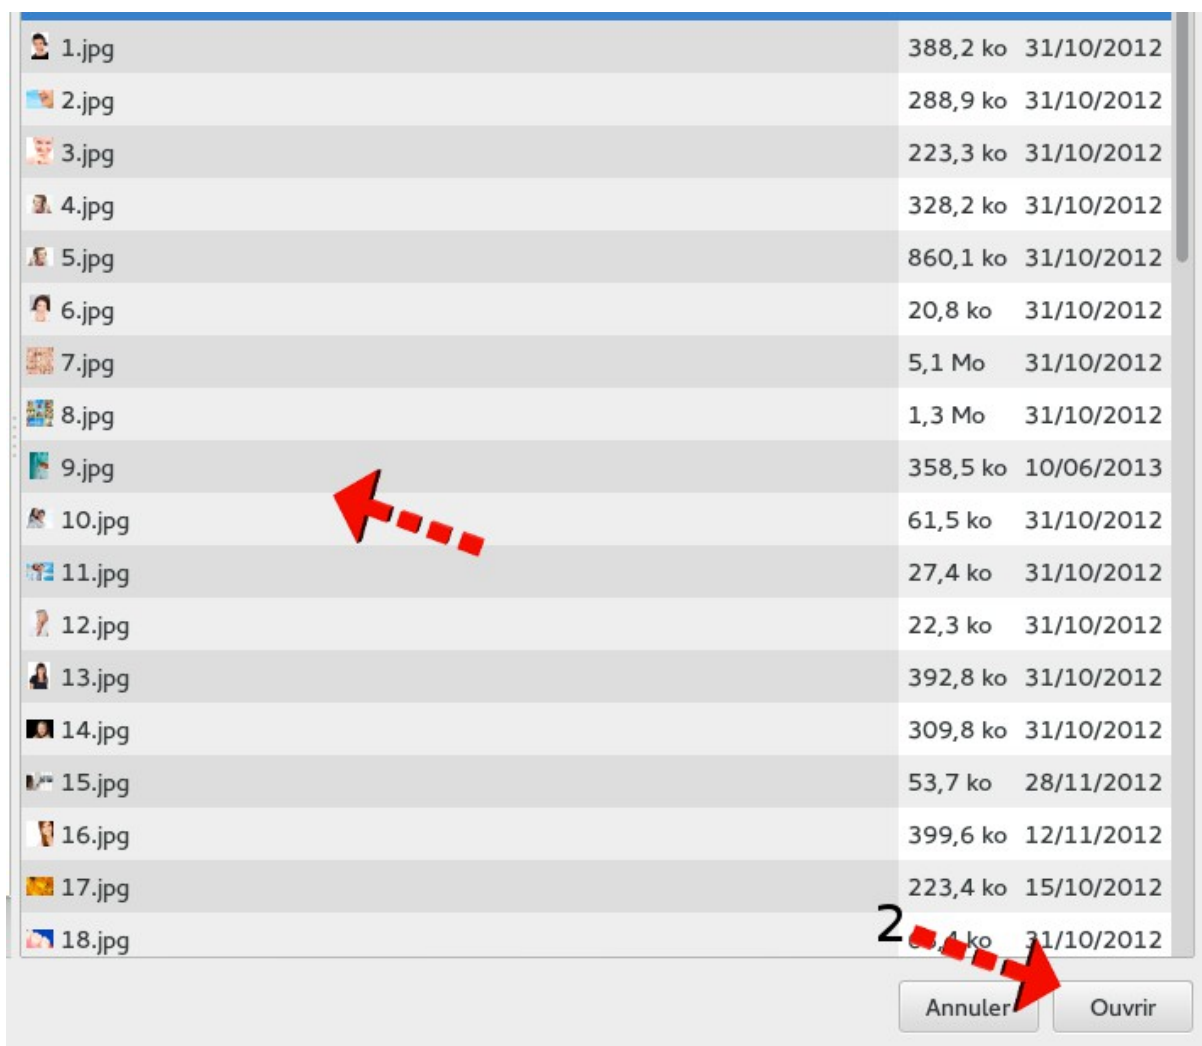 1.jpg 388,2 ko 31/10/2012
2.jpg 288,9 ko 31/10/2012
3.jpg 223,3 ko 31/10/2012
4.jpg 328,2 ko 31/10/2012
5.jpg 860,1 ko 31/10/2012
6.jpg 20,8 ko 31/10/2012
7.jpg 5,1 Mo 31/10/2012
8.jpg 1,3 Mo 31/10/2012
9.jpg 358,5 ko 10/06/2013
10.jpg 61,5 ko 31/10/2012
11.jpg 27,4 ko 31/10/2012
12.jpg 22,3 ko 31/10/2012
13.jpg 392,8 ko 31/10/2012
14.jpg 309,8 ko 31/10/2012
15.jpg 53,7 ko 28/11/2012
16.jpg 399,6 ko 12/11/2012
17.jpg 223,4 ko 15/10/2012
2
18.jpg ko 31/10/2012
Annuler Ouvrir